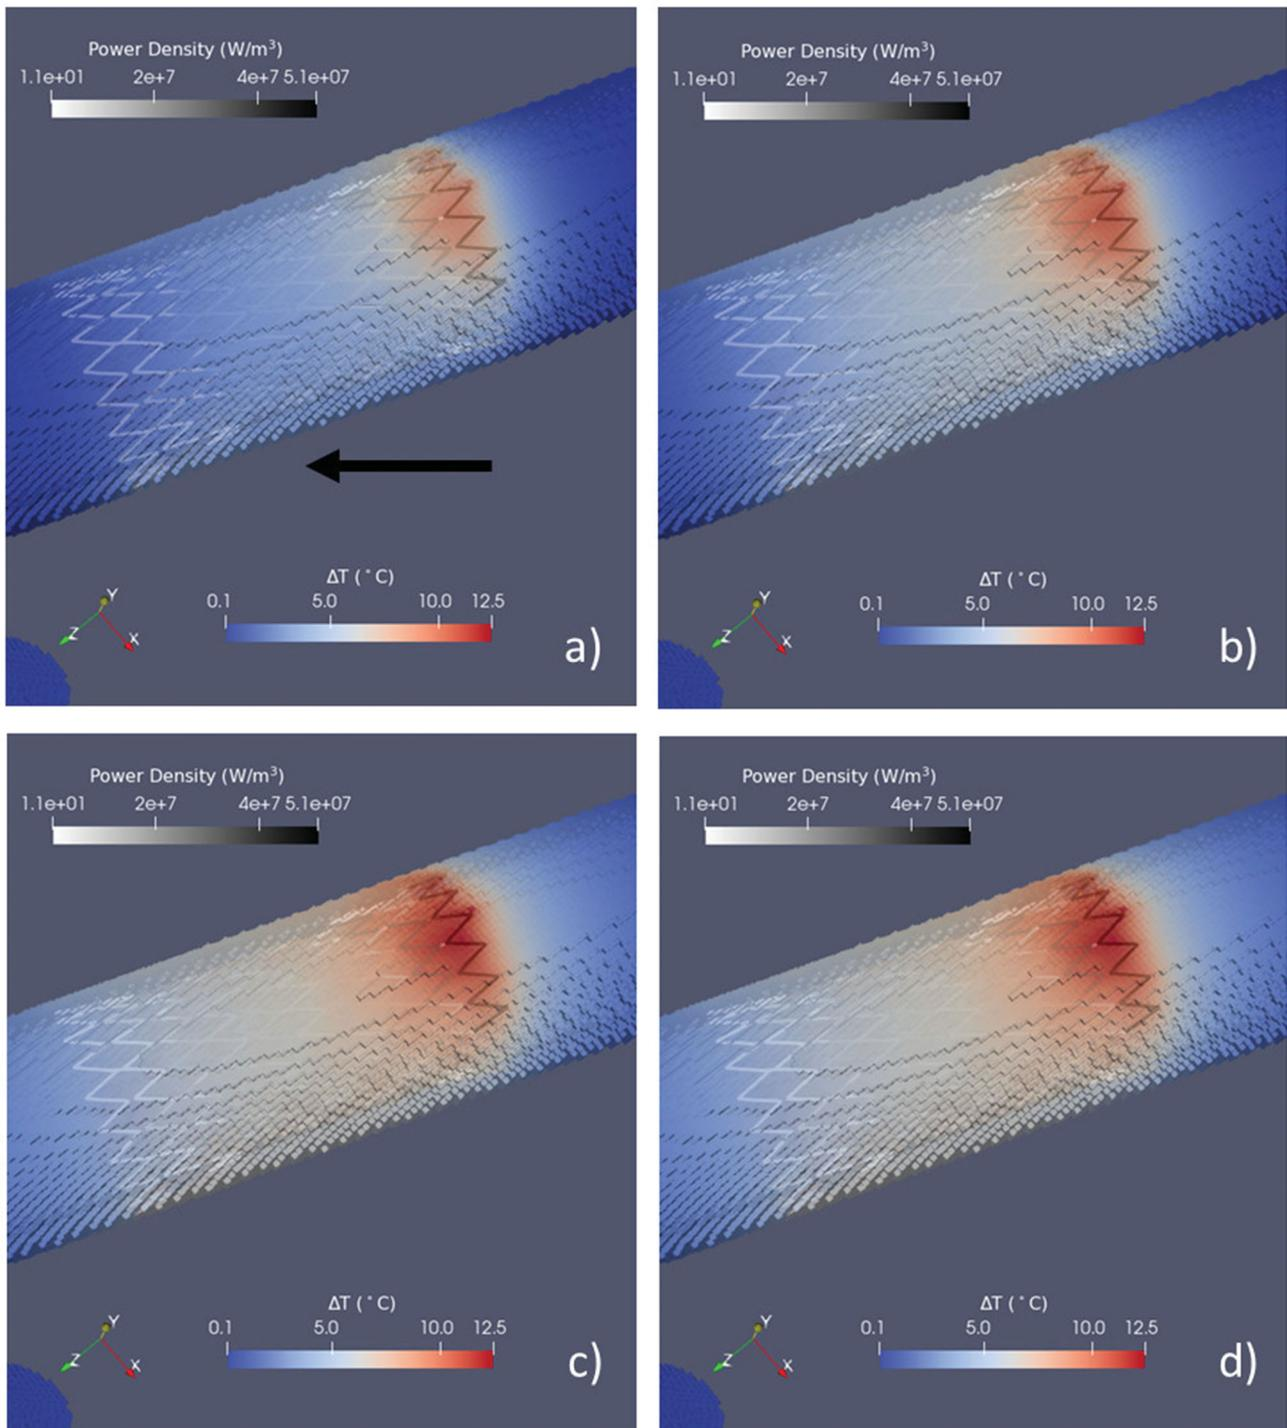 Power Density (W/m³)
1.1e+01 2e+7 4e+7 5.1e+07
ΔT (°C)
0.1 5.0 10.0 12.5
Y
Z
X
a)
Power Density (W/m³)
1.1e+01 2e+7 4e+7 5.1e+07
ΔT (°C)
0.1 5.0 10.0 12.5
Y
Z
X
b)
Power Density (W/m³)
1.1e+01 2e+7 4e+7 5.1e+07
ΔT (°C)
0.1 5.0 10.0 12.5
Y
Z
X
c)
Power Density (W/m³)
1.1e+01 2e+7 4e+7 5.1e+07
ΔT (°C)
0.1 5.0 10.0 12.5
Y
Z
X
d)